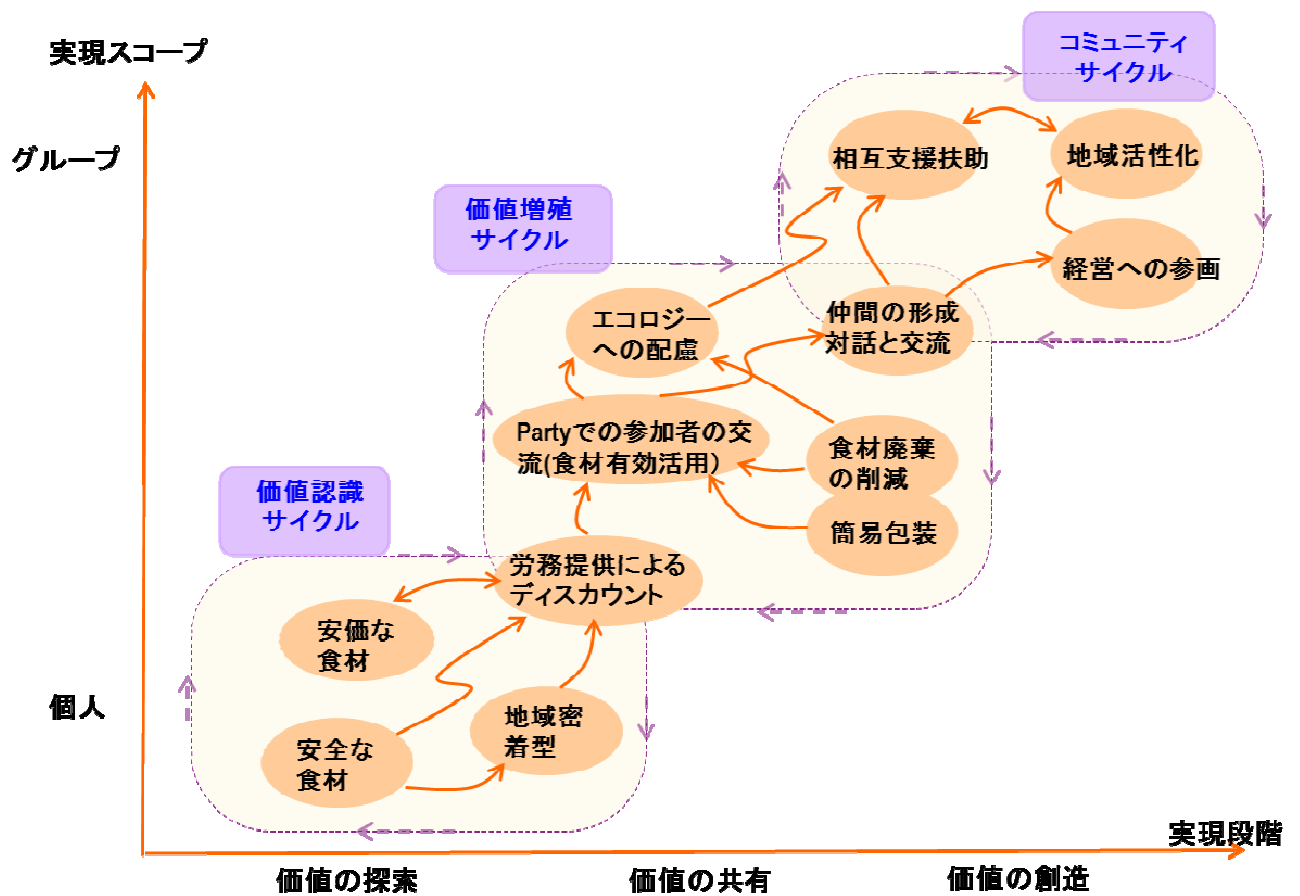 実現スコープ
コミュニティ
サイクル
グループ
相互支援扶助
地域活性化
価値増殖
サイクル
経営への参画
エコロジー
への配慮
仲間の形成
対話と交流
Partyでの参加者の交
流(食材有効活用)
食材廃棄
の削減
価値認識
サイクル
簡易包装
労務提供による
ディスカウント
安価な
食材
個人
地域密
着型
安全な
食材
実現段階
価値の探索
価値の共有
価値の創造